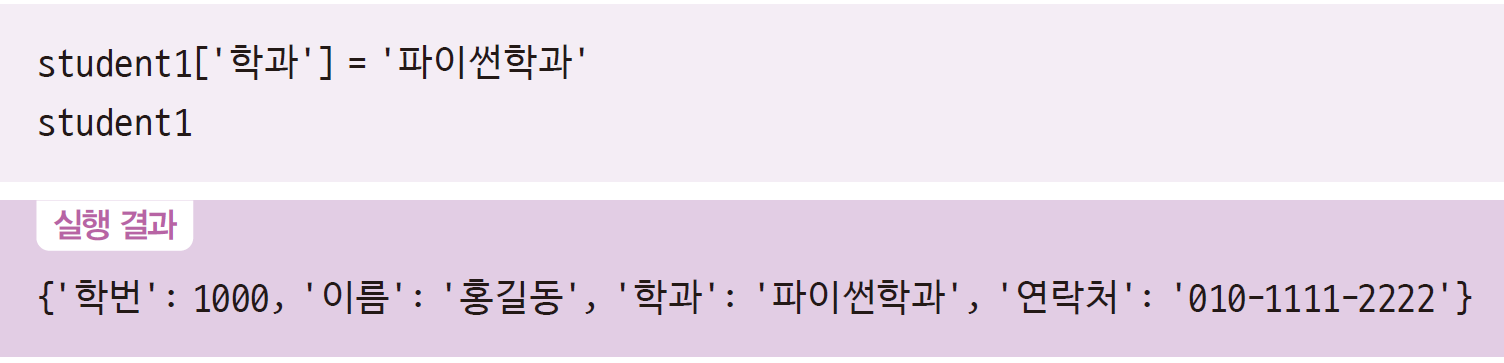 student1['학과'] = '파이썬학과'
student1
실행 결과
{'학번': 1000, '이름': '홍길동', '학과': '파이썬학과', '연락처': '010-1111-2222'}